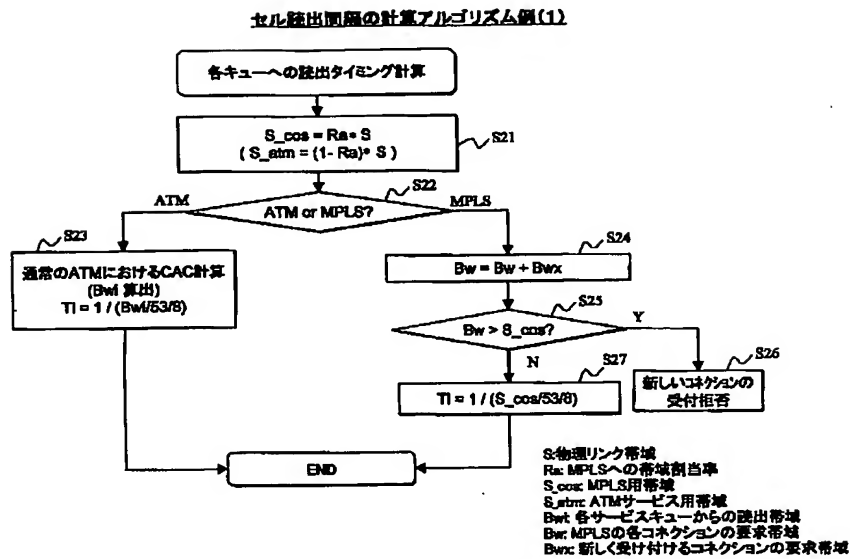 セル読出間隔の計算アルゴリズム例(1)
各キューへの読出タイミング計算
S_cos = Ra* S
( S_atm = (1- Ra)* S )
S21
S22
ATM
ATM or MPLS?
MPLS
S23
通常のATMにおけるCAC計算
(Bwi 算出)
Ti = 1 / (Bwi/53/8)
S24
Bw = Bw + Bwx
S25
Bw > S_cos?
Y
N
S26
新しいコネクションの
受付拒否
S27
Ti = 1 / (S_cos/53/8)
END
S:物理リンク帯域
Ra: MPLSへの帯域割当率
S_cos: MPLS用帯域
S_atm: ATMサービス用帯域
Bwi: 各サービスキューからの読出帯域
Bw: MPLSの各コネクションの要求帯域
Bwx: 新しく受け付けるコネクションの要求帯域